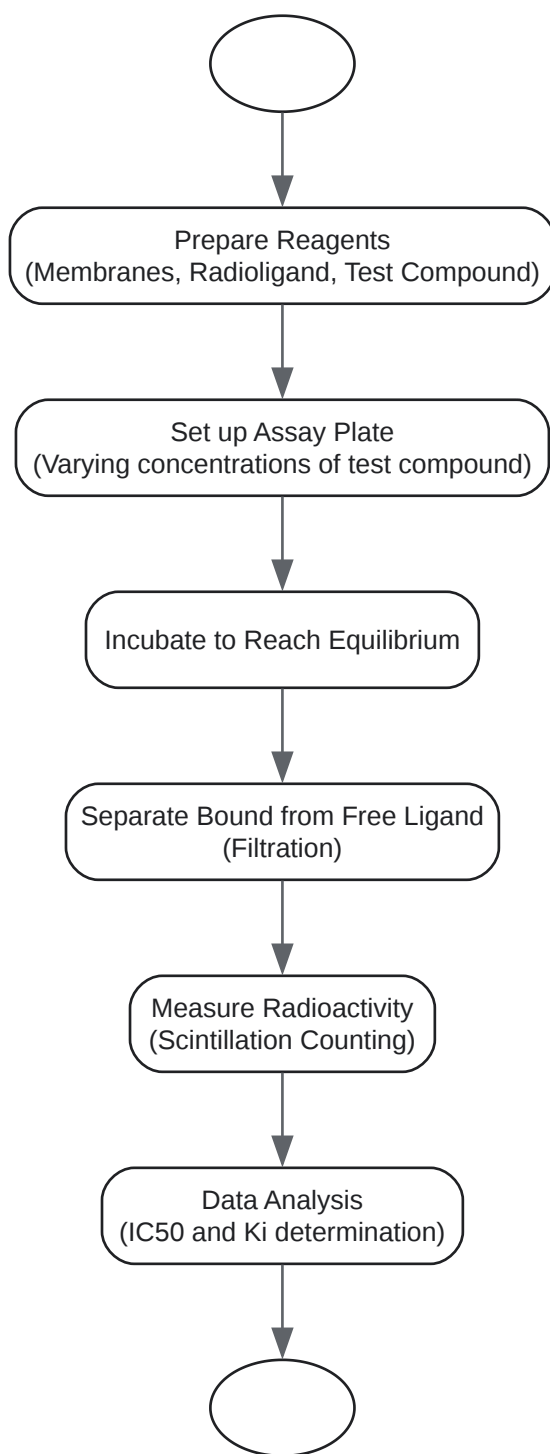 Prepare Reagents
(Membranes, Radioligand, Test Compound)
Set up Assay Plate
(Varying concentrations of test compound)
Incubate to Reach Equilibrium
Separate Bound from Free Ligand
(Filtration)
Measure Radioactivity
(Scintillation Counting)
Data Analysis
(IC50 and Ki determination)